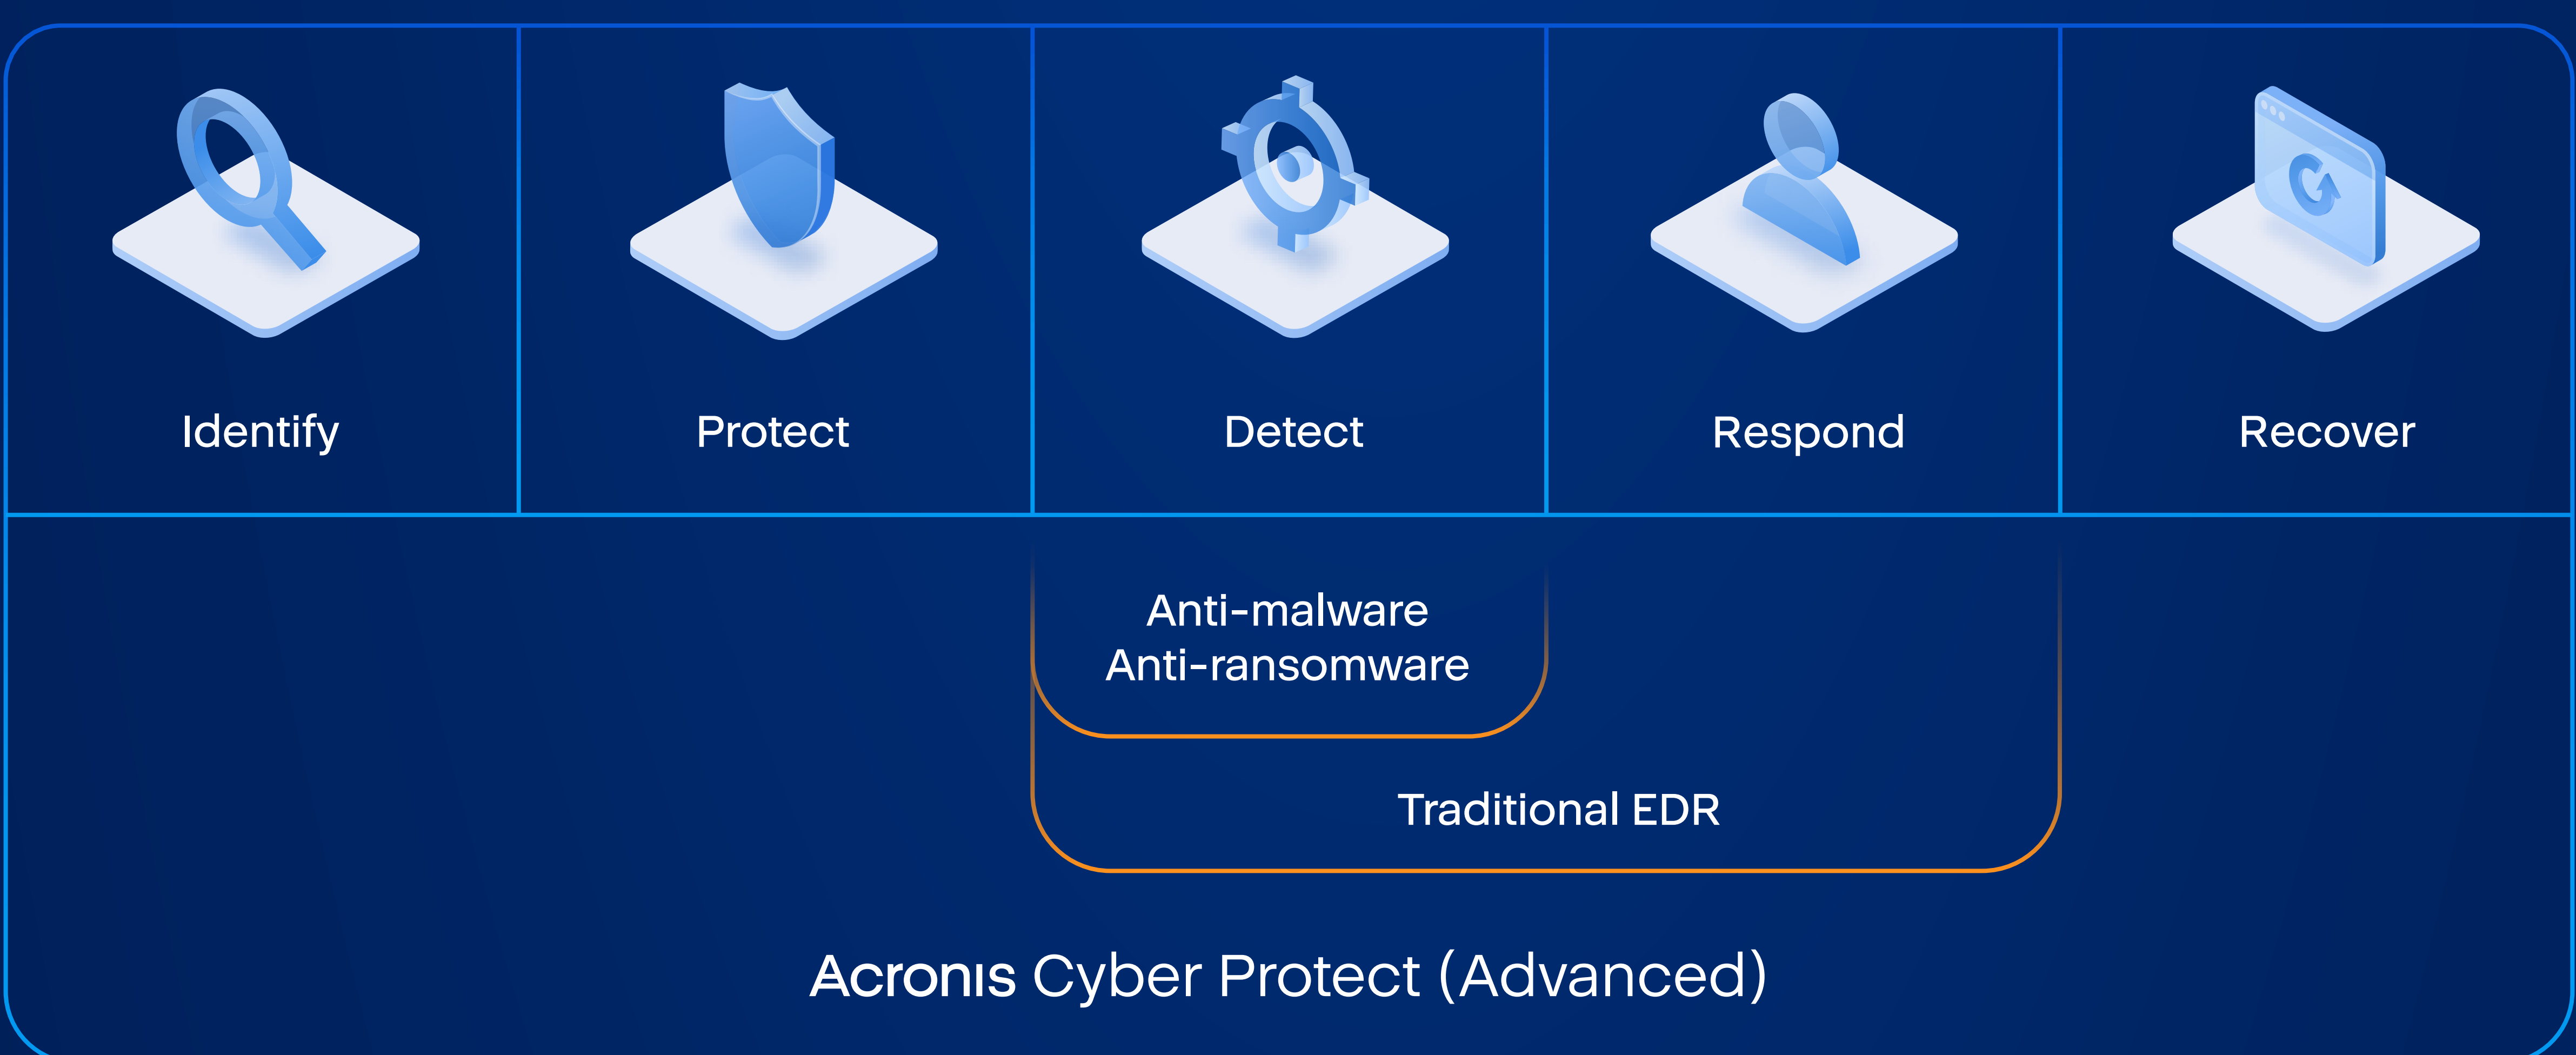 Identify
Protect
Detect
Respond
Recover
Anti-malware
Anti-ransomware
Traditional EDR
Acronis Cyber Protect (Advanced)